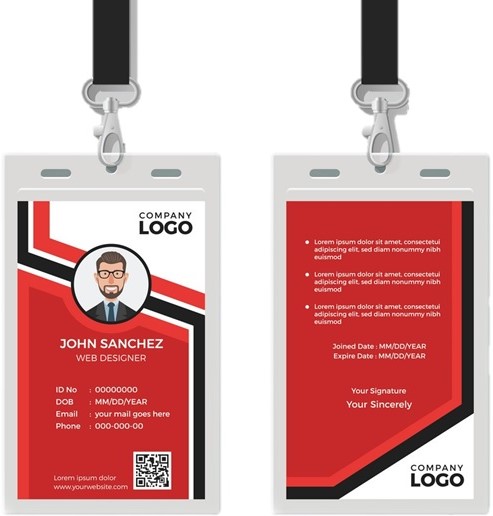 COMPANY
LOGO
JOHN SANCHEZ
WEB DESIGNER
ID No : 00000000
DOB : MM/DD/YEAR
Email : your mail goes here
Phone : 000-000-00
Lorem ipsum dolor
www.yourwebsite.com
Lorem ipsum dolor sit amet, consectetui
adipiscing elit, sed diam nonummy nibh
euismod
Lorem ipsum dolor sit amet, consectetui
adipiscing elit, sed diam nonummy nibh
euismod
Lorem ipsum dolor sit amet, consectetui
adipiscing elit, sed diam nonummy nibh
euismod
Joined Date : MM/DD/YEAR
Expire Date : MM/DD/YEAR
Your Signature
Your Sincerely
COMPANY
LOGO